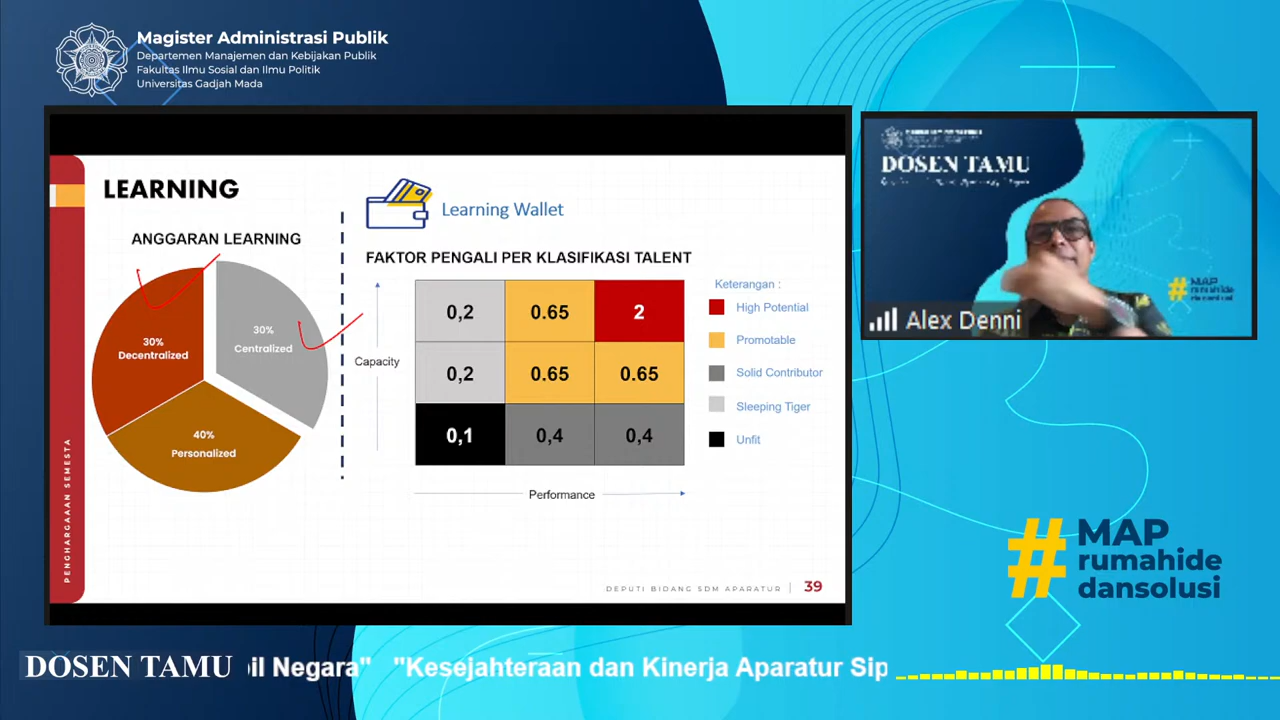 Magister Administrasi Publik
Departemen Manajemen dan Kebijakan Publik
Fakultas Ilmu Sosial dan Ilmu Politik
Universitas Gadjah Mada
LEARNING
ANGGARAN LEARNING
30%
Decentralized
30%
Centralized
40%
Personalized
Learning Wallet
FAKTOR PENGALI PER KLASIFIKASI TALENT
Capacity
0,2 0.65 2
0,2 0.65 0.65
0,1 0,4 0,4
Performance
Keterangan :
High Potential
Promotable
Solid Contributor
Sleeping Tiger
Unfit
PENGHARGAAAN SEMESTA
DEPUTI BIDANG SDM APARATUR | 39
DOSEN TAMU
#MAP
rumahide
dansolusi
Alex Denni
# MAP
rumahide
dansolusi
DOSEN TAMU
il Negara" "Kesejahteraan dan Kinerja Aparatur Sip